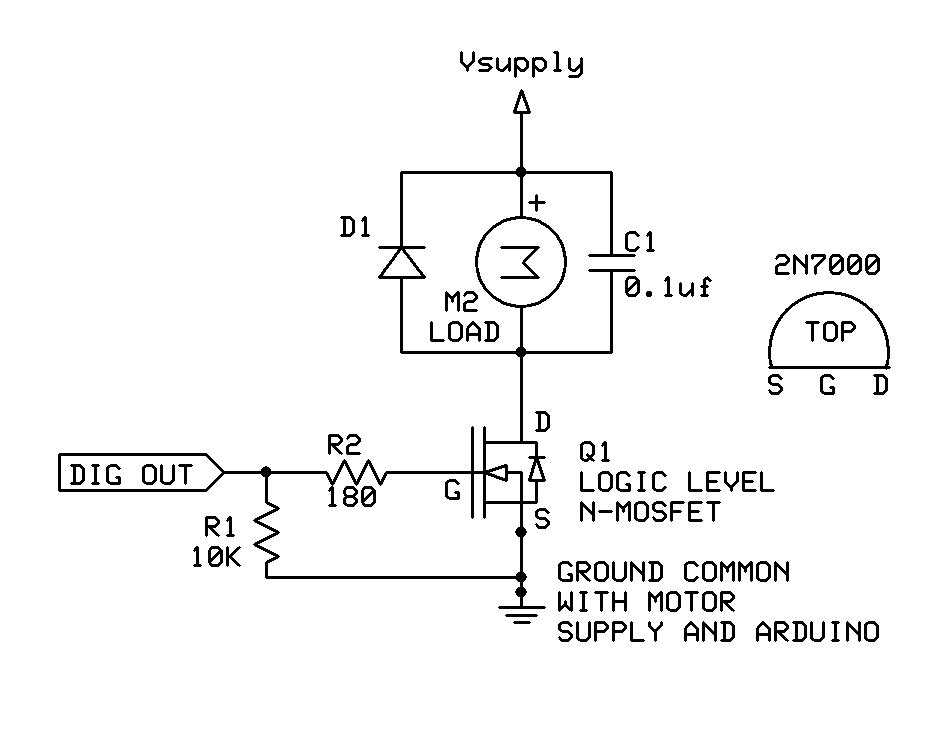 Vsupply
+
D1
C1
0.1uf
M2
LOAD
2N7000
TOP
S G D
D
R2
DIG OUT
180
G
S
Q1
LOGIC LEVEL
N-MOSFET
R1
10K
GROUND COMMON
WITH MOTOR
SUPPLY AND ARDUINO